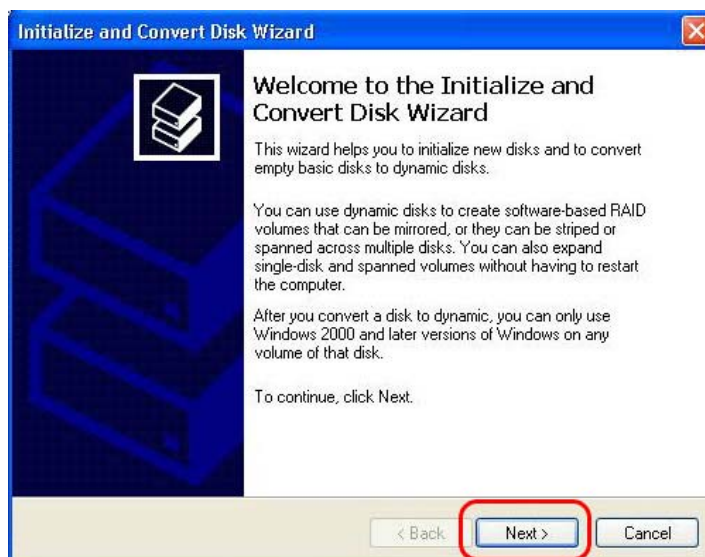 Initialize and Convert Disk Wizard
Welcome to the Initialize and
Convert Disk Wizard
This wizard helps you to initialize new disks and to convert
empty basic disks to dynamic disks.
You can use dynamic disks to create software-based RAID
volumes that can be mirrored, or they can be striped or
spanned across multiple disks. You can also expand
single-disk and spanned volumes without having to restart
the computer.
After you convert a disk to dynamic, you can only use
Windows 2000 and later versions of Windows on any
volume of that disk.
To continue, click Next.
< Back Next > Cancel